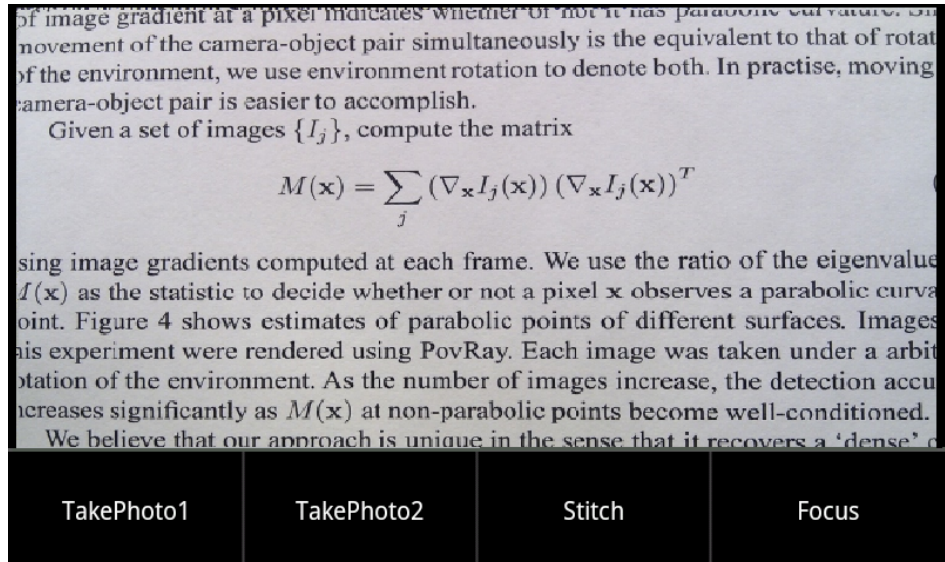 of image gradient at a pixel indicates whether or not it has parabolic curvature.
novement of the camera-object pair simultaneously is the equivalent to that of rotat
of the environment, we use environment rotation to denote both. In practise, moving
camera-object pair is easier to accomplish.
Given a set of images {I_j}, compute the matrix
M(x) = ∑_j (∇_x I_j(x)) (∇_x I_j(x))^T
sing image gradients computed at each frame. We use the ratio of the eigenvalue
M(x) as the statistic to decide whether or not a pixel x observes a parabolic curva
oint. Figure 4 shows estimates of parabolic points of different surfaces. Images
his experiment were rendered using PovRay. Each image was taken under a arbit
otation of the environment. As the number of images increase, the detection accu
ncreases significantly as M(x) at non-parabolic points become well-conditioned.
We believe that our approach is unique in the sense that it recovers a 'dense'
TakePhoto1 TakePhoto2 Stitch Focus